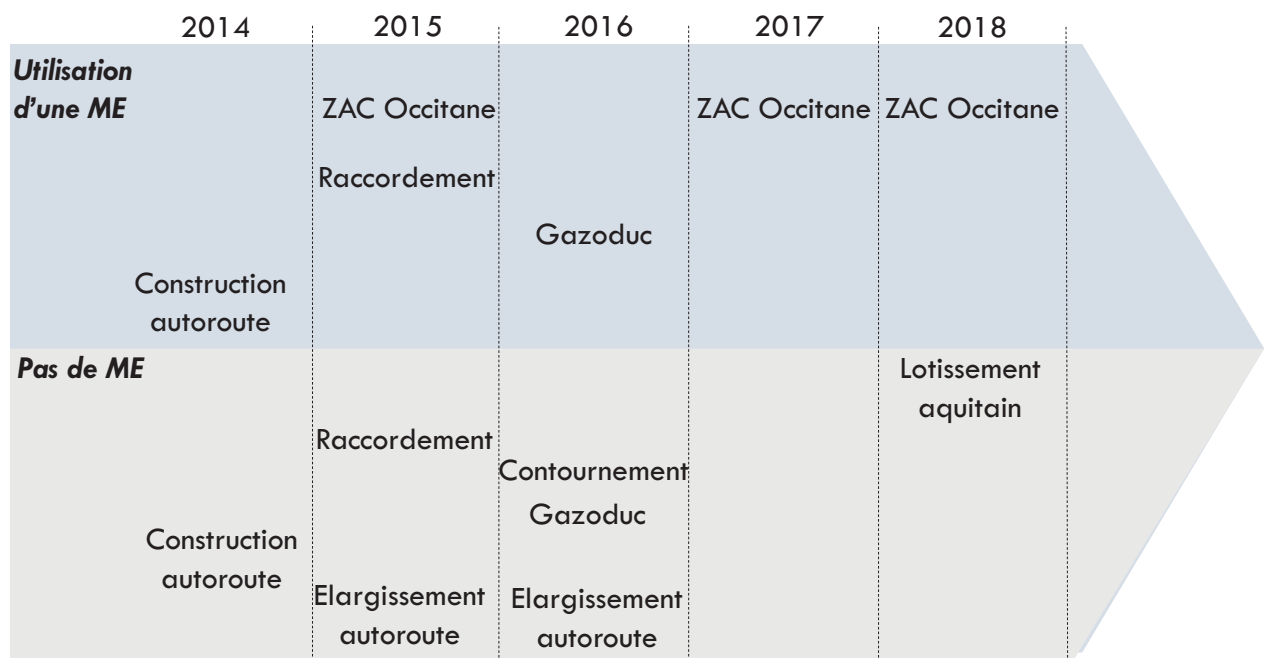 2014 2015 2016 2017 2018
Utilisation
d'une ME
ZAC Occitane ZAC Occitane ZAC Occitane
Raccordement
Gazoduc
Construction
autoroute
Pas de ME
Lotissement
aquitain
Raccordement
Contournement
Gazoduc
Construction
autoroute
Elargissement
autoroute
Elargissement
autoroute